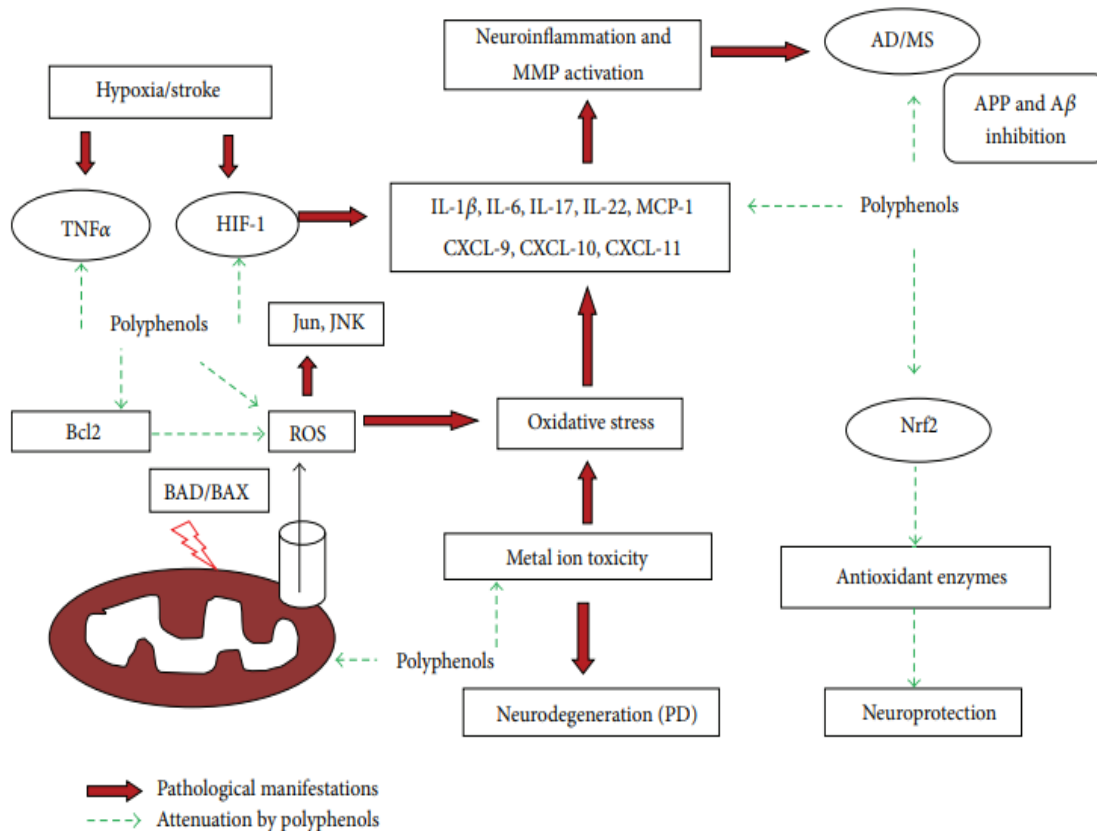 Neuroinflammation and
MMP activation
AD/MS
Hypoxia/stroke
APP and Aβ
inhibition
TNFα
HIF-1
IL-1β, IL-6, IL-17, IL-22, MCP-1
CXCL-9, CXCL-10, CXCL-11
Polyphenols
Polyphenols
Jun, JNK
Bcl2
ROS
Oxidative stress
Nrf2
BAD/BAX
Metal ion toxicity
Antioxidant enzymes
Polyphenols
Neurodegeneration (PD)
Neuroprotection
Pathological manifestations
Attenuation by polyphenols